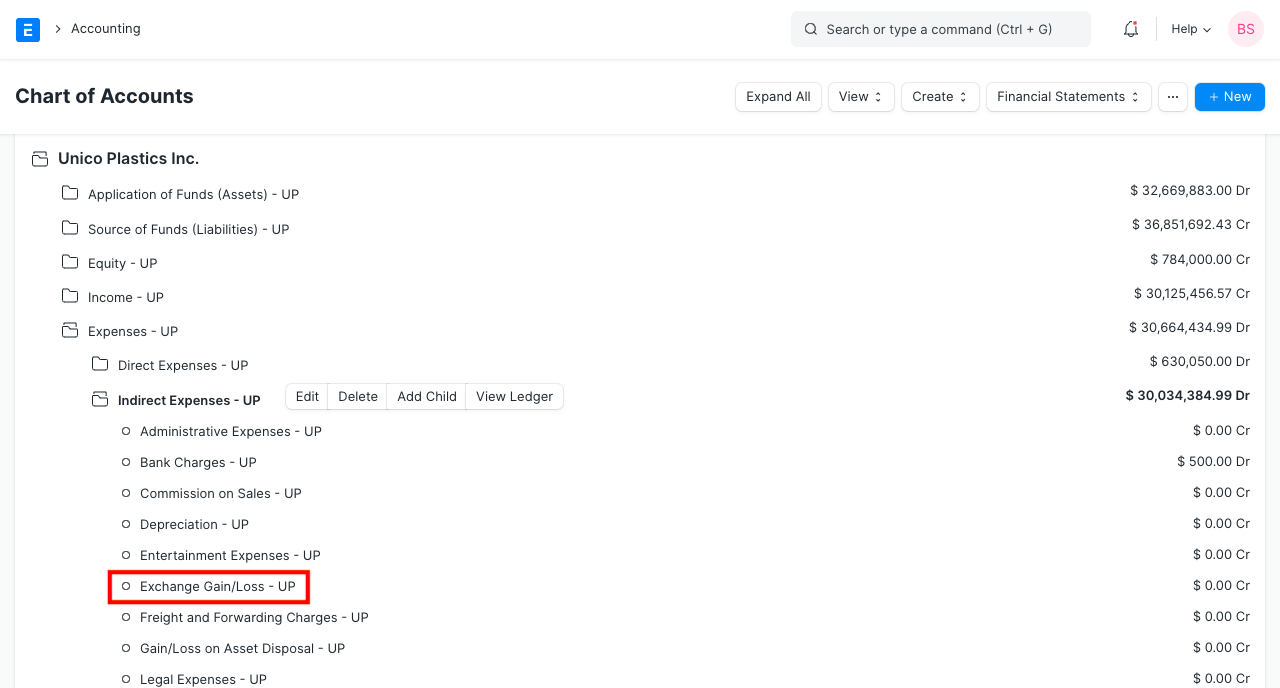 E > Accounting Search or type a command (Ctrl + G) Help BS
Chart of Accounts Expand All View Create Financial Statements ... + New
Unico Plastics Inc.
Application of Funds (Assets) - UP $ 32,669,883.00 Dr
Source of Funds (Liabilities) - UP $ 36,851,692.43 Cr
Equity - UP $ 784,000.00 Cr
Income - UP $ 30,125,456.57 Cr
Expenses - UP $ 30,664,434.99 Dr
Direct Expenses - UP $ 630,050.00 Dr
Indirect Expenses - UP Edit Delete Add Child View Ledger $ 30,034,384.99 Dr
Administrative Expenses - UP $ 0.00 Cr
Bank Charges - UP $ 500.00 Dr
Commission on Sales - UP $ 0.00 Cr
Depreciation - UP $ 0.00 Cr
Entertainment Expenses - UP $ 0.00 Cr
Exchange Gain/Loss - UP $ 0.00 Cr
Freight and Forwarding Charges - UP $ 0.00 Cr
Gain/Loss on Asset Disposal - UP $ 0.00 Cr
Legal Expenses - UP $ 0.00 Cr